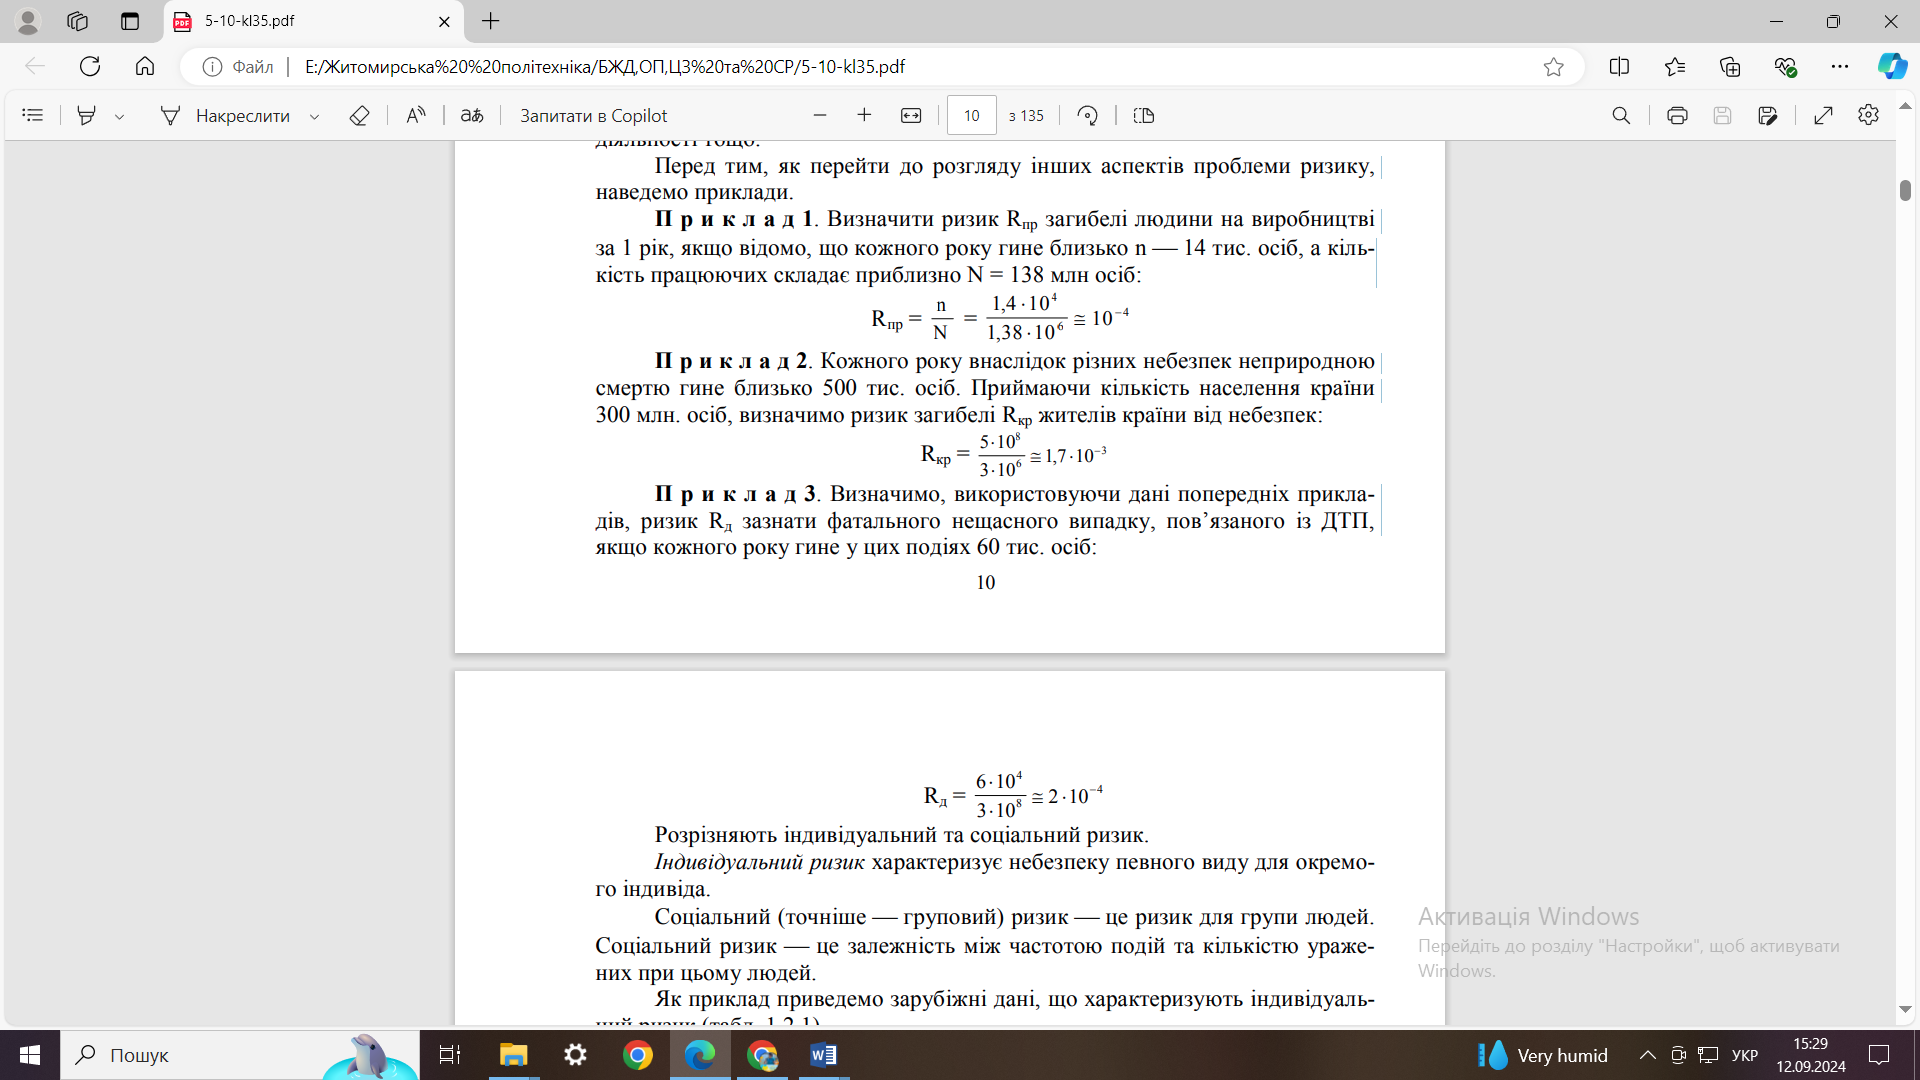 5-10-kl35.pdf
Файл
E:/Житомирська%20%20політехніка/БЖД,ОП,ЦЗ%20та%20СР/5-10-kl35.pdf
Накреслити
Запитати в Copilot
10
з 135
діяльності тощо.
Перед тим, як перейти до розгляду інших аспектів проблеми ризику,
наведемо приклади.
П р и к л а д 1. Визначити ризик Rпр загибелі людини на виробництві
за 1 рік, якщо відомо, що кожного року гине близько n — 14 тис. осіб, а кіль-
кість працюючих складає приблизно N = 138 млн осіб:
Rпр = n/N = 1,4·10⁴/1,38·10⁶ ≅ 10⁻⁴
П р и к л а д 2. Кожного року внаслідок різних небезпек неприродною
смертю гине близько 500 тис. осіб. Приймаючи кількість населення країни
300 млн. осіб, визначимо ризик загибелі Rкр жителів країни від небезпек:
Rкр = 5·10⁸/3·10⁶ ≅ 1,7·10⁻³
П р и к л а д 3. Визначимо, використовуючи дані попередніх прикла-
дів, ризик Rд зазнати фатального нещасного випадку, пов’язаного із ДТП,
якщо кожного року гине у цих подіях 60 тис. осіб:
10
Rд = 6·10⁴/3·10⁸ ≅ 2·10⁻⁴
Розрізняють індивідуальний та соціальний ризик.
Індивідуальний ризик характеризує небезпеку певного виду для окремо-
го індивіда.
Соціальний (точніше — груповий) ризик — це ризик для групи людей.
Соціальний ризик — це залежність між частотою подій та кількістю ураже-
них при цьому людей.
Як приклад приведемо зарубіжні дані, що характеризують індивідуаль-
ний ризик (табл. 1.2.1)
Активація Windows
Перейдіть до розділу "Настройки", щоб активувати
Windows.
Пошук
Very humid
УКР
15:29
12.09.2024